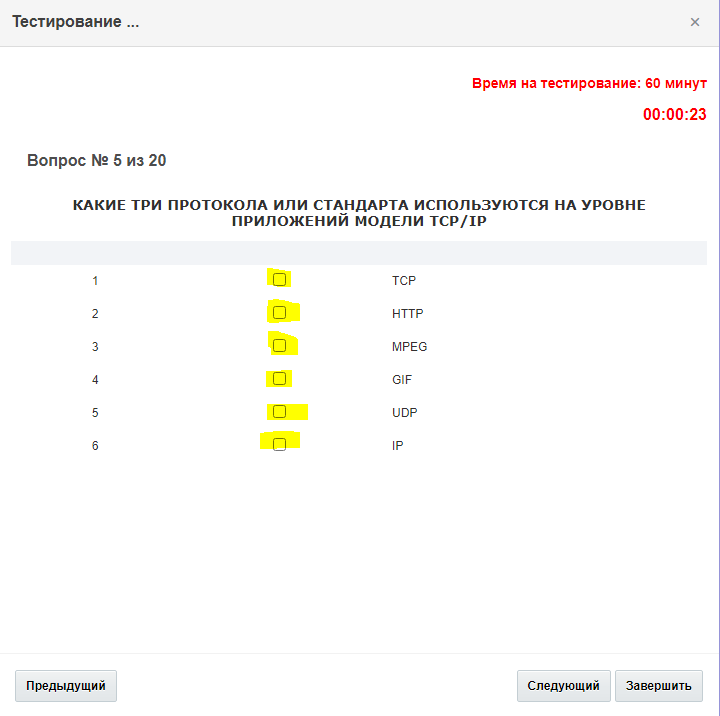 Тестирование ...
×
Время на тестирование: 60 минут
00:00:23
Вопрос № 5 из 20
КАКИЕ ТРИ ПРОТОКОЛА ИЛИ СТАНДАРТА ИСПОЛЬЗУЮТСЯ НА УРОВНЕ
ПРИЛОЖЕНИЙ МОДЕЛИ TCP/IP
1 TCP
2 HTTP
3 MPEG
4 GIF
5 UDP
6 IP
Предыдущий Следующий Завершить